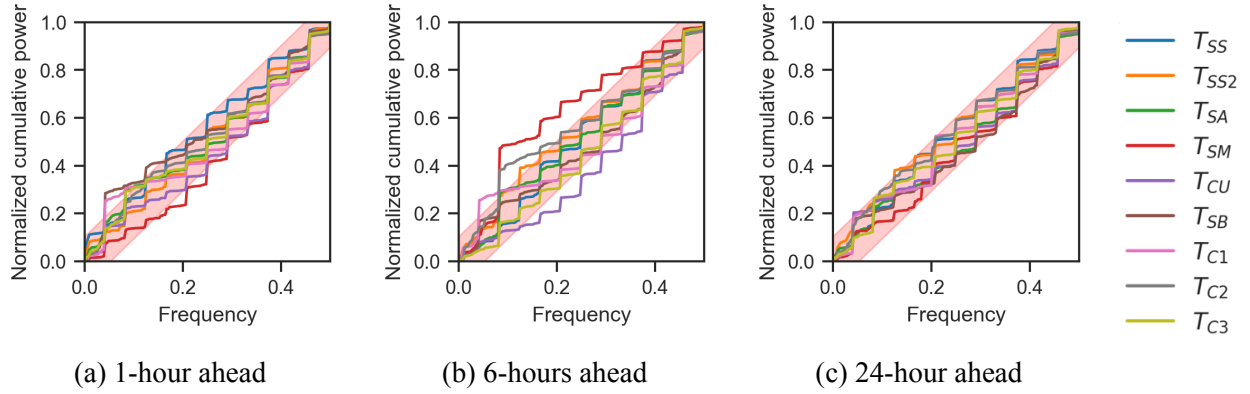 Normalized cumulative power
1.0
0.8
0.6
0.4
0.2
0.0
0.0 0.2 0.4
Frequency
(a) 1-hour ahead
Normalized cumulative power
1.0
0.8
0.6
0.4
0.2
0.0
0.0 0.2 0.4
Frequency
(b) 6-hours ahead
Normalized cumulative power
1.0
0.8
0.6
0.4
0.2
0.0
0.0 0.2 0.4
Frequency
(c) 24-hour ahead
T_SS
T_SS2
T_SA
T_SM
T_CU
T_SB
T_C1
T_C2
T_C3